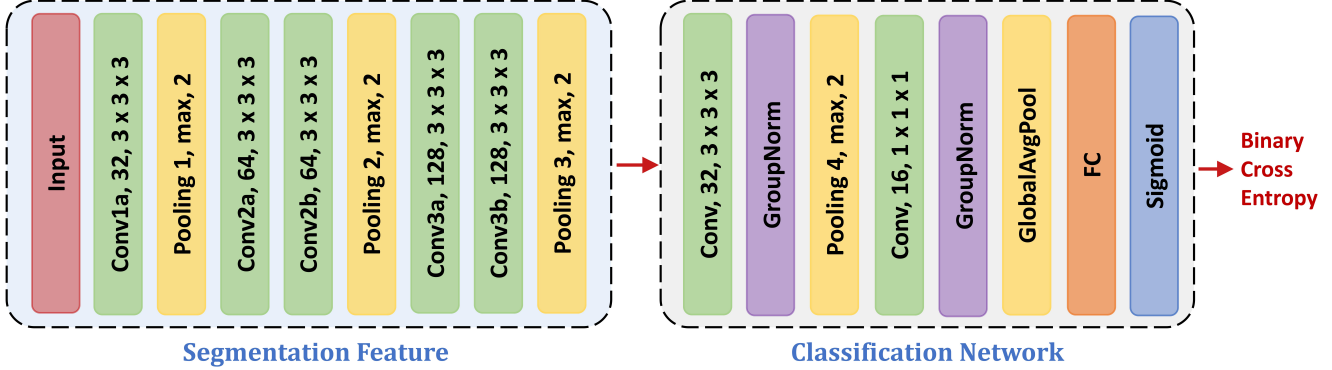 Input
Conv1a, 32, 3 x 3 x 3
Pooling 1, max, 2
Conv2a, 64, 3 x 3 x 3
Conv2b, 64, 3 x 3 x 3
Pooling 2, max, 2
Conv3a, 128, 3 x 3 x 3
Conv3b, 128, 3 x 3 x 3
Pooling 3, max, 2
Segmentation Feature
Conv, 32, 3 x 3 x 3
GroupNorm
Pooling 4, max, 2
Conv, 16, 1 x 1 x 1
GroupNorm
GlobalAvgPool
FC
Sigmoid
Classification Network
Binary
Cross
Entropy